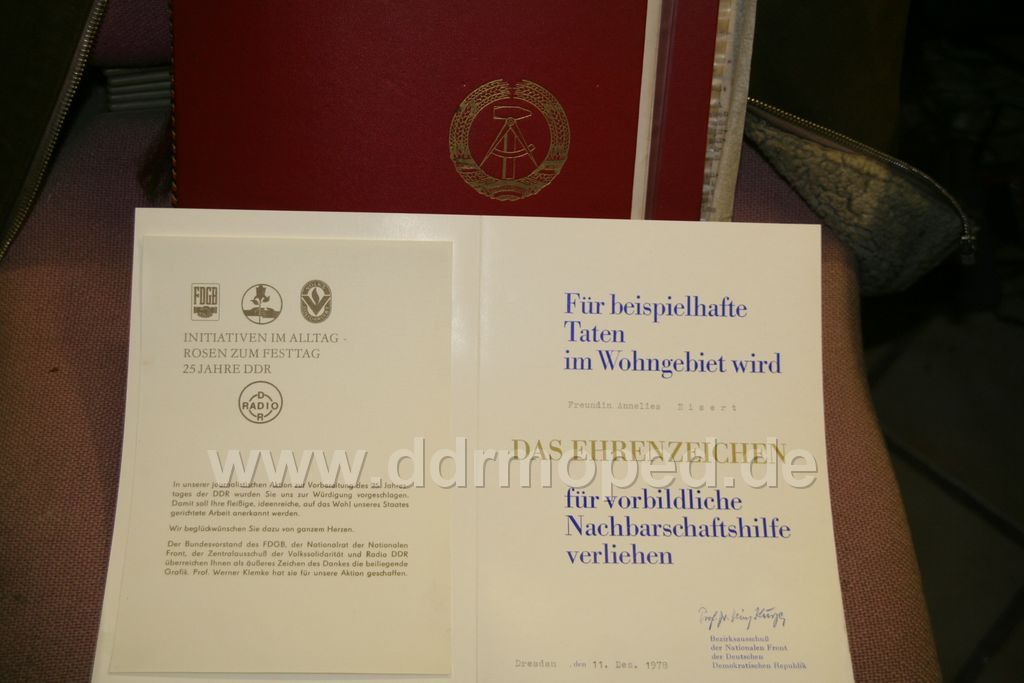 FDGB
INITIATIVEN IM ALLTAG -
ROSEN ZUM FESTTAG
25 JAHRE DDR
RADIO
DDR
In unserer journalistischen Aktion zur Vorbereitung des 25. Jahres-
tages der DDR wurden Sie uns zur Würdigung vorgeschlagen.
Damit soll Ihre fleißige, ideenreiche, auf das Wohl unseres Staates
gerichtete Arbeit anerkannt werden.
Wir beglückwünschen Sie dazu von ganzem Herzen.
Der Bundesvorstand des FDGB, der Nationalrat der Nationalen
Front, der Zentralausschuß der Volkssolidarität und Radio DDR
überreichen Ihnen als äußeres Zeichen des Dankes die beiliegende
Grafik. Prof. Werner Klemke hat sie für unsere Aktion geschaffen.
Für beispielhafte
Taten
im Wohngebiet wird
Freundin Annelies Eisert
DAS EHRENZEICHEN
für vorbildliche
Nachbarschaftshilfe
verliehen
Bezirksausschuß
der Nationalen Front
der Deutschen
Demokratischen Republik
Dresden , den 11. Dez. 1978
www.ddrmoped.de